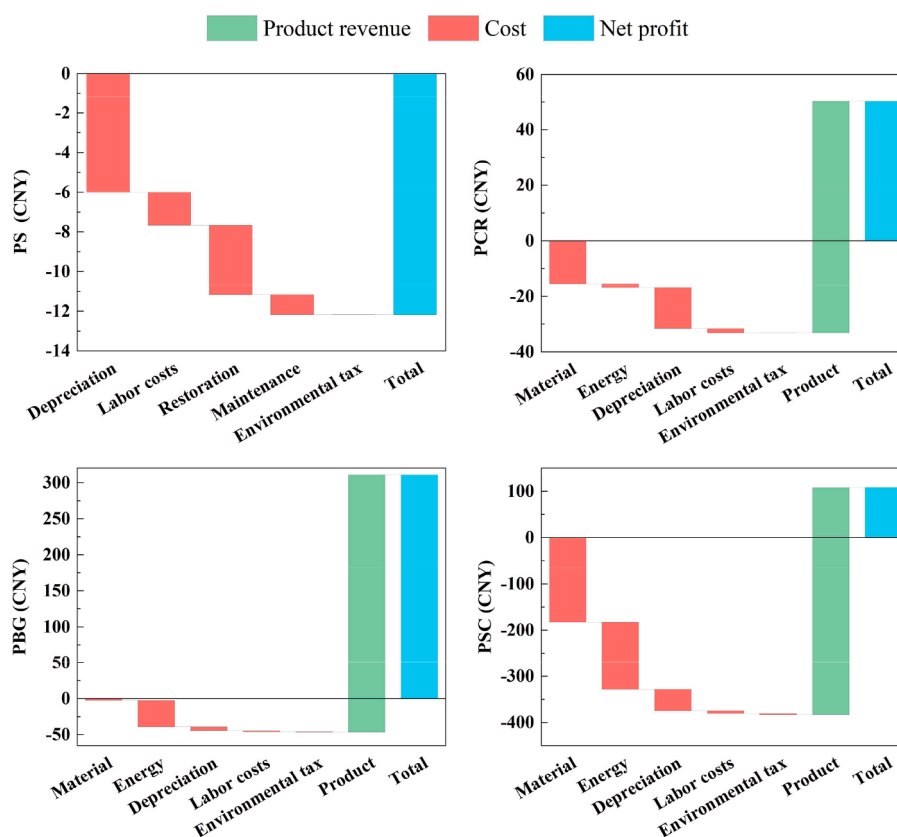 Product revenue Cost Net profit
PS (CNY)
0
-2
-4
-6
-8
-10
-12
-14
Depreciation
Labor costs
Restoration
Maintenance
Environmental tax
Total
PCR (CNY)
60
40
20
0
-20
-40
Material
Energy
Depreciation
Labor costs
Environmental tax
Product
Total
PBG (CNY)
300
250
200
150
100
50
0
-50
Material
Energy
Depreciation
Labor costs
Environmental tax
Product
Total
PSC (CNY)
100
0
-100
-200
-300
-400
Material
Energy
Depreciation
Labor costs
Environmental tax
Product
Total